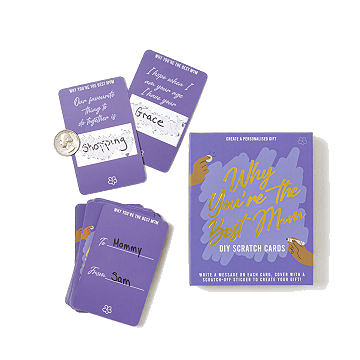 WHY YOU'RE THE BEST MUM
Our favourite
thing to
do together is
Shopping
WHY YOU'RE THE BEST MUM
I hope when I
am your age
I have your
Grace
WHY YOU'RE THE BEST MUM
To Mommy
From Sam
CREATE A PERSONALISED GIFT
Why
You're the
Best Mum
DIY SCRATCH CARDS
WRITE A MESSAGE ON EACH CARD, COVER WITH A
SCRATCH-OFF STICKER TO CREATE YOUR GIFT!